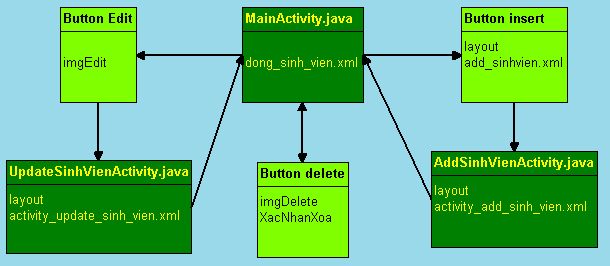 Button Edit
imgEdit
MainActivity.java
dong_sinh_vien.xml
Button insert
layout
add_sinhvien.xml
UpdateSinhVienActivity.java
layout
activity_update_sinh_vien.xml
Button delete
imgDelete
XacNhanXoa
AddSinhVienActivity.java
layout
activity_add_sinh_vien.xml